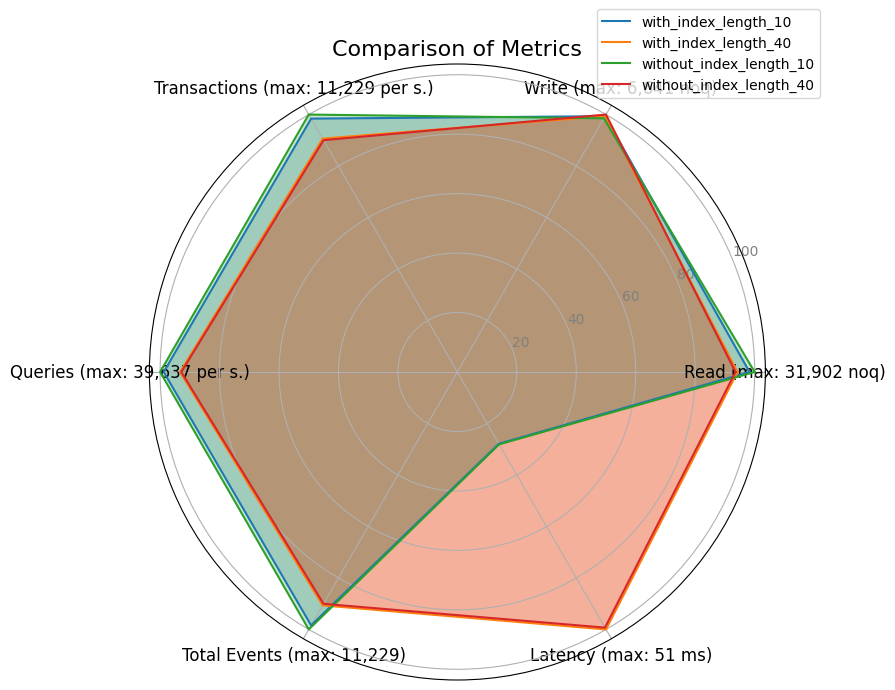 with_index_length_10
with_index_length_40
without_index_length_10
without_index_length_40
Comparison of Metrics
Transactions (max: 11,229 per s.)
Write (max: noq)
100
80
60
40
20
Queries (max: 39,637 per s.)
Read (max: 31,902 noq)
Total Events (max: 11,229)
Latency (max: 51 ms)